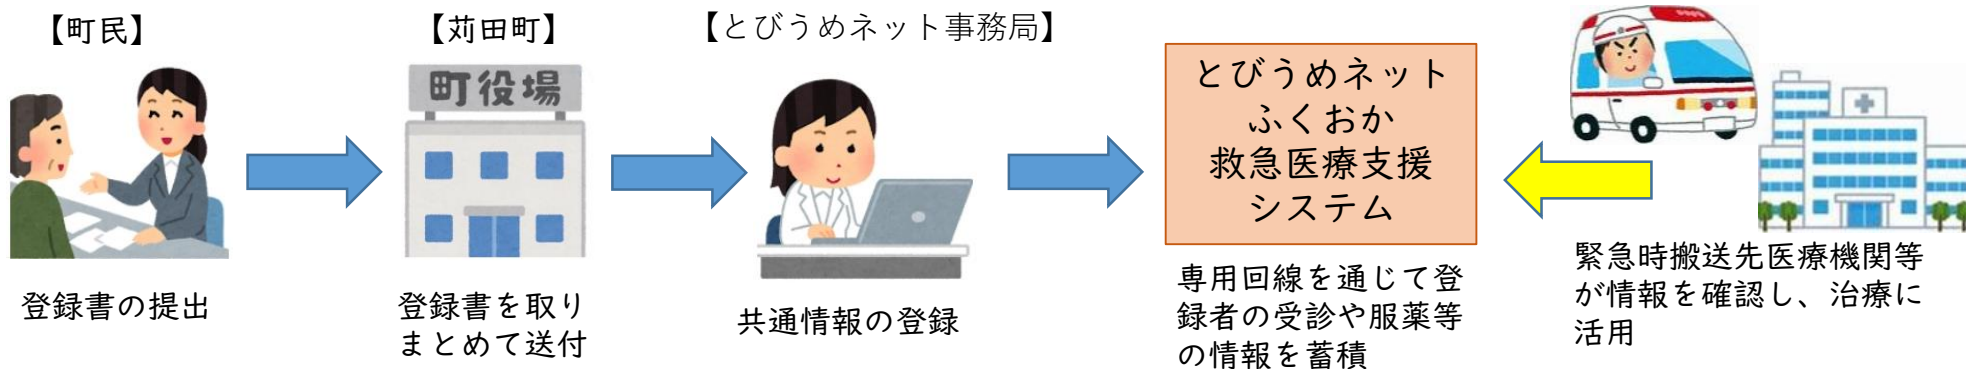 【町民】
登録書の提出
【苅田町】
町役場
登録書を取り
まとめて送付
【とびうめネット事務局】
共通情報の登録
とびうめネット
ふくおか
救急医療支援
システム
専用回線を通じて登
録者の受診や服薬等
の情報を蓄積
緊急時搬送先医療機関等
が情報を確認し、治療に
活用